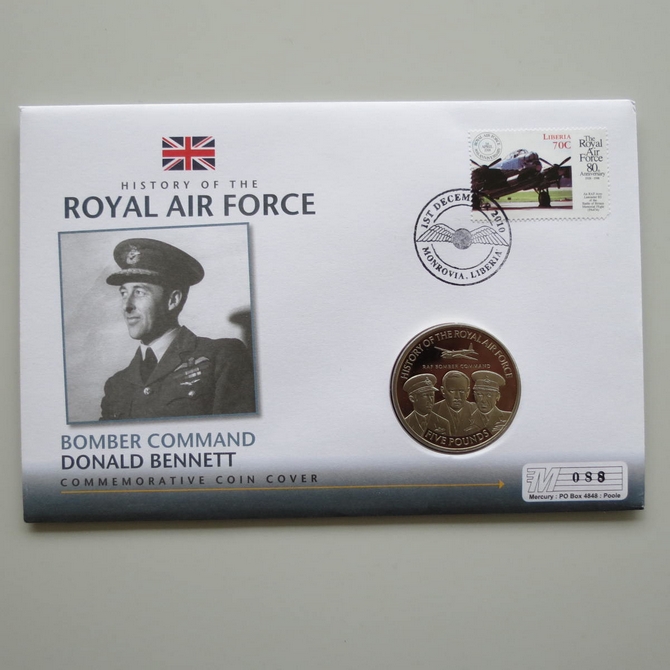 HISTORY OF THE
ROYAL AIR FORCE
BOMBER COMMAND
DONALD BENNETT
COMMEMORATIVE COIN COVER
LIBERIA
70C
The
Royal
Air
Force
80th
Anniversary
1ST DECEMBER 2010
MONROVIA, LIBERIA
HISTORY OF THE ROYAL AIR FORCE
RAF BOMBER COMMAND
FIVE POUNDS
M 088
Mercury : PO Box 4848 : Poole